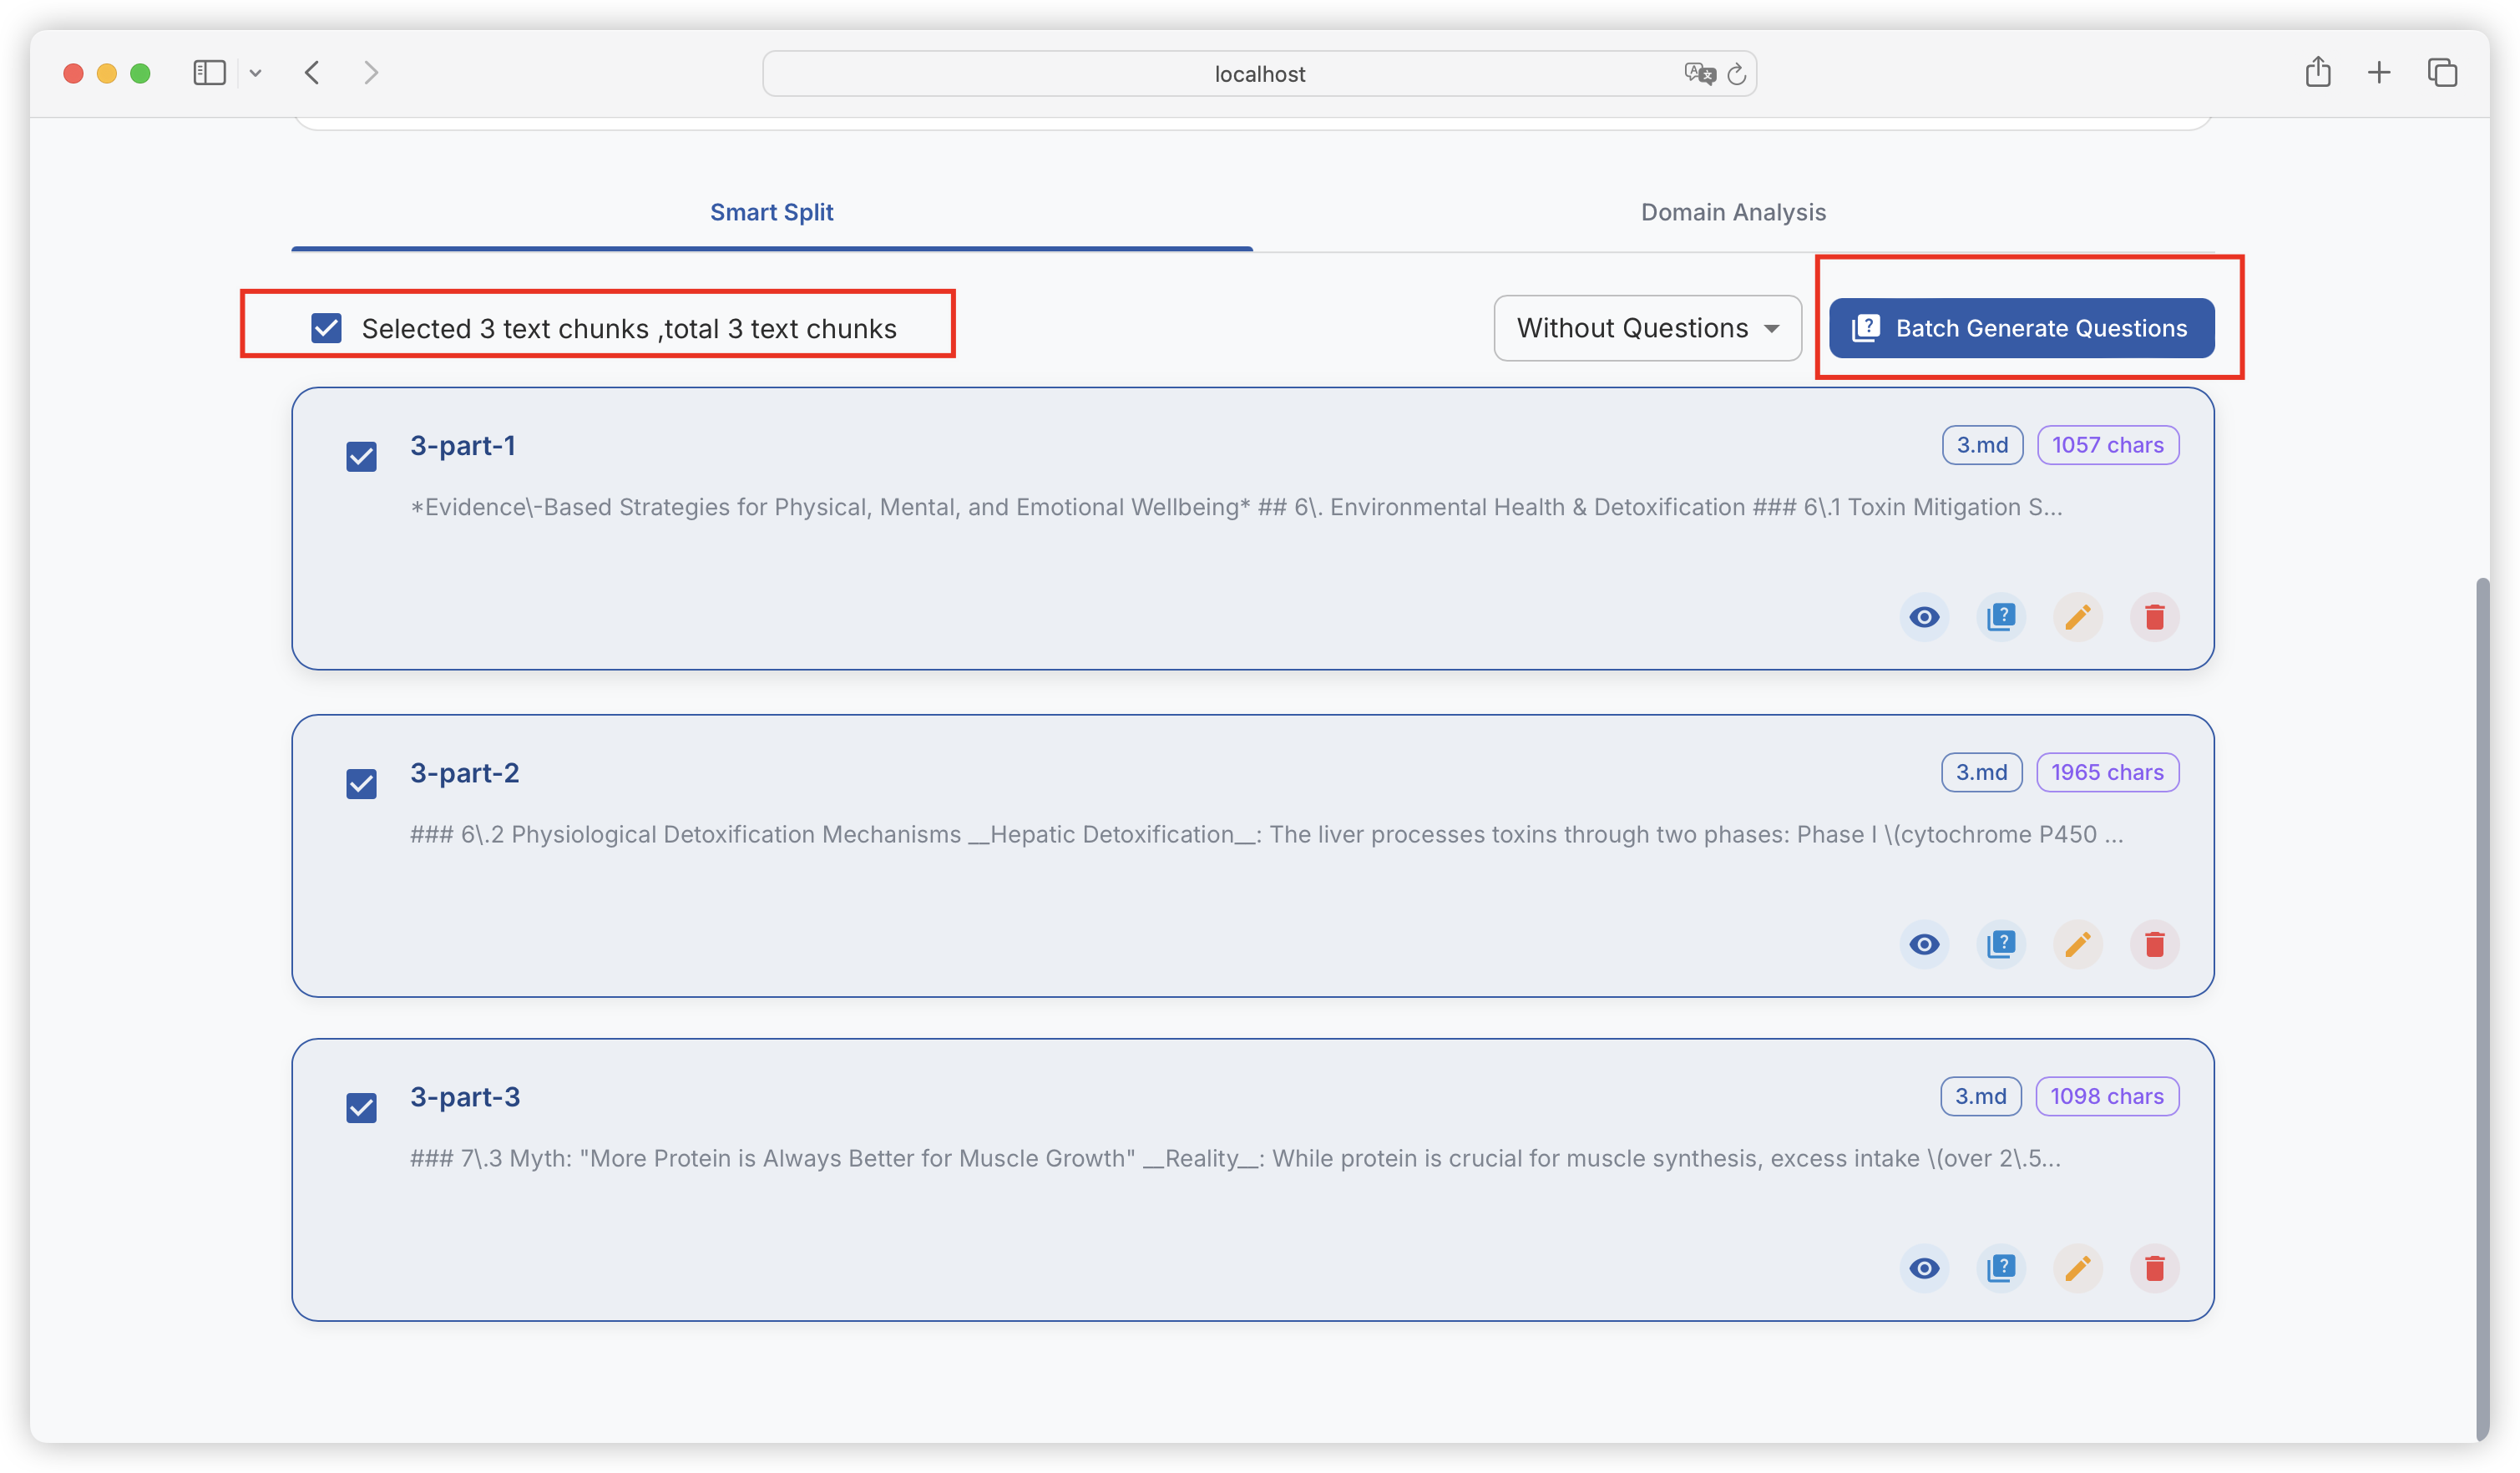 localhost
Smart Split
Domain Analysis
Selected 3 text chunks ,total 3 text chunks
Without Questions
Batch Generate Questions
3-part-1
3.md
1057 chars
*Evidence\-Based Strategies for Physical, Mental, and Emotional Wellbeing* ## 6\. Environmental Health & Detoxification ### 6\.1 Toxin Mitigation S...
3-part-2
3.md
1965 chars
### 6\.2 Physiological Detoxification Mechanisms __Hepatic Detoxification__: The liver processes toxins through two phases: Phase I \(cytochrome P450 ...
3-part-3
3.md
1098 chars
### 7\.3 Myth: "More Protein is Always Better for Muscle Growth" __Reality__: While protein is crucial for muscle synthesis, excess intake \(over 2\.5...